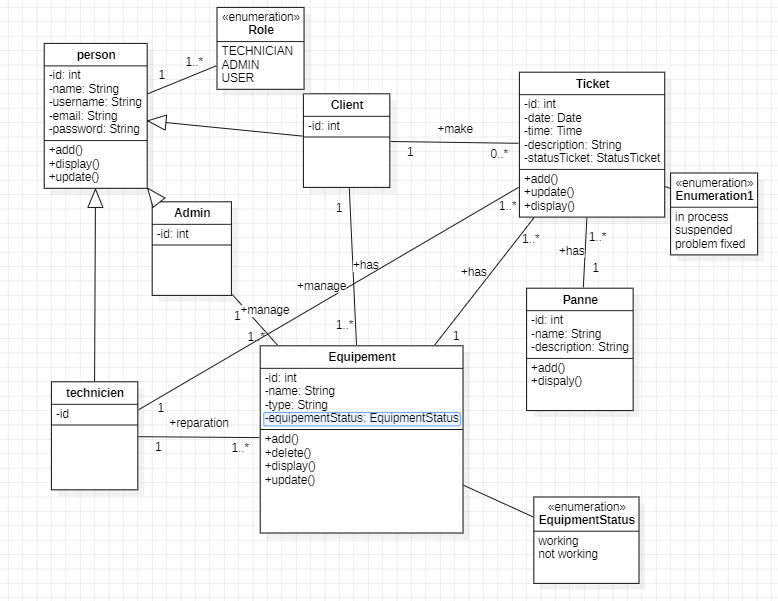 «enumeration»
Role
TECHNICIAN
ADMIN
USER
person
-id: int
-name: String
-username: String
-email: String
-password: String
+add()
+display()
+update()
1
1..*
Client
-id: int
+make
1
0..*
Ticket
-id: int
-date: Date
-time: Time
-description: String
-statusTicket: StatusTicket
+add()
+update()
+display()
«enumeration»
Enumeration1
in process
suspended
problem fixed
Admin
-id: int
1
+manage
1..*
1
+has
1..*
1..*
+manage
1
1..*
+has
1
1..*
+has
1
Panne
-id: int
-name: String
-description: String
+add()
+dispaly()
technicien
-id
+reparation
1
1..*
Equipement
-id: int
-name: String
-type: String
-equipementStatus: EquipmentStatus
+add()
+delete()
+display()
+update()
«enumeration»
EquipmentStatus
working
not working